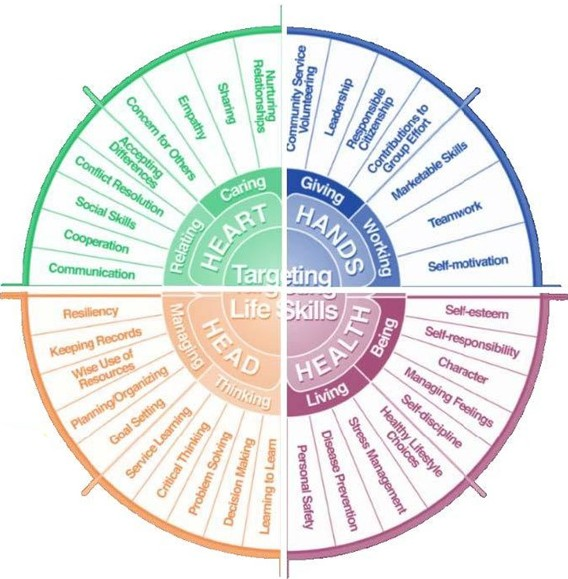 Nurturing
Relationships
Sharing
Empathy
Concern for Others
Accepting
Differences
Conflict Resolution
Social Skills
Cooperation
Communication
Caring
Relating
HEART
Community Service
Volunteering
Leadership
Responsible
Citizenship
Contributions to
Group Effort
Marketable Skills
Teamwork
Self-motivation
Giving
Working
HANDS
Targeting
Life Skills
Resiliency
Keeping Records
Wise Use of
Resources
Planning/Organizing
Goal Setting
Service Learning
Critical Thinking
Problem Solving
Decision Making
Learning to Learn
Managing
Thinking
HEAD
Self-esteem
Self-responsibility
Character
Managing Feelings
Self-discipline
Healthy Lifestyle
Choices
Stress Management
Disease Prevention
Personal Safety
Being
Living
HEALTH